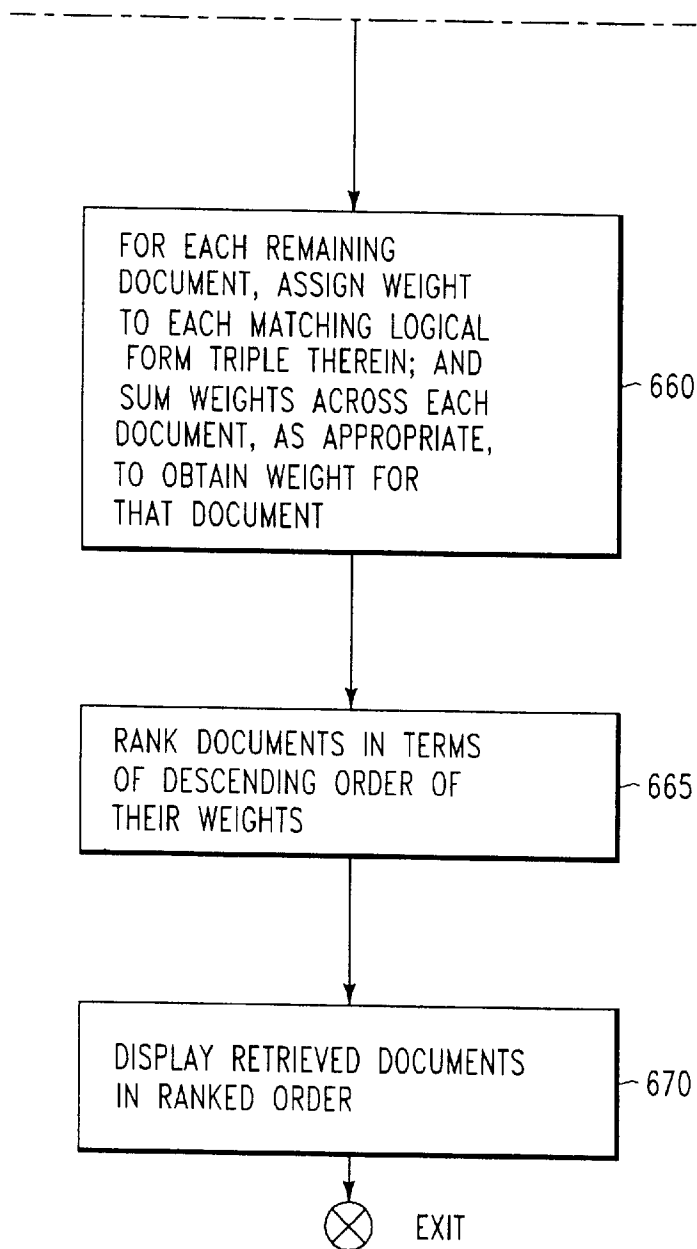 FOR EACH REMAINING
DOCUMENT, ASSIGN WEIGHT
TO EACH MATCHING LOGICAL
FORM TRIPLE THEREIN; AND
SUM WEIGHTS ACROSS EACH
DOCUMENT, AS APPROPRIATE,
TO OBTAIN WEIGHT FOR
THAT DOCUMENT
660
RANK DOCUMENTS IN TERMS
OF DESCENDING ORDER OF
THEIR WEIGHTS
665
DISPLAY RETRIEVED DOCUMENTS
IN RANKED ORDER
670
EXIT